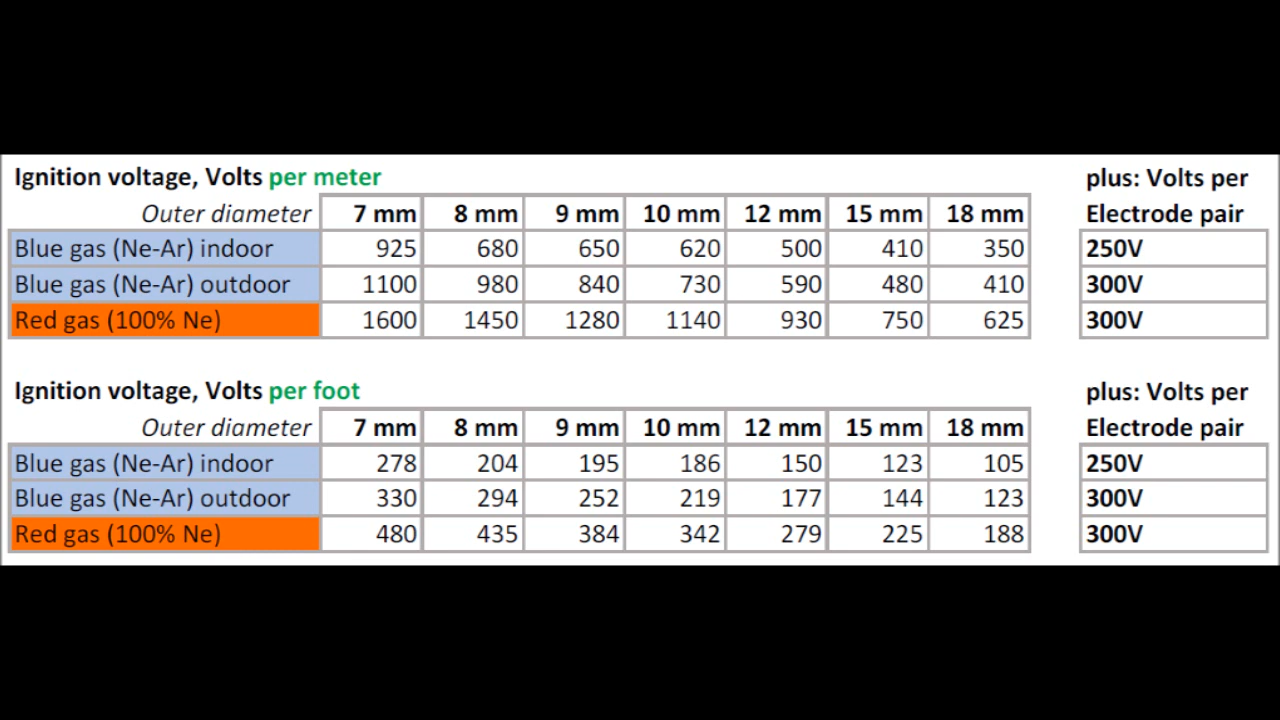 Ignition voltage, Volts per meter plus: Volts per
Outer diameter 7 mm 8 mm 9 mm 10 mm 12 mm 15 mm 18 mm Electrode pair
Blue gas (Ne-Ar) indoor 925 680 650 620 500 410 350 250V
Blue gas (Ne-Ar) outdoor 1100 980 840 730 590 480 410 300V
Red gas (100% Ne) 1600 1450 1280 1140 930 750 625 300V
Ignition voltage, Volts per foot plus: Volts per
Outer diameter 7 mm 8 mm 9 mm 10 mm 12 mm 15 mm 18 mm Electrode pair
Blue gas (Ne-Ar) indoor 278 204 195 186 150 123 105 250V
Blue gas (Ne-Ar) outdoor 330 294 252 219 177 144 123 300V
Red gas (100% Ne) 480 435 384 342 279 225 188 300V